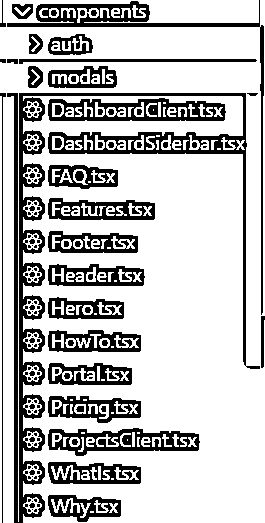 components
auth
modals
DashboardClient.tsx
DashboardSiderbar.tsx
FAQ.tsx
Features.tsx
Footer.tsx
Header.tsx
Hero.tsx
HowTo.tsx
Portal.tsx
Pricing.tsx
ProjectsClient.tsx
WhatIs.tsx
Why.tsx